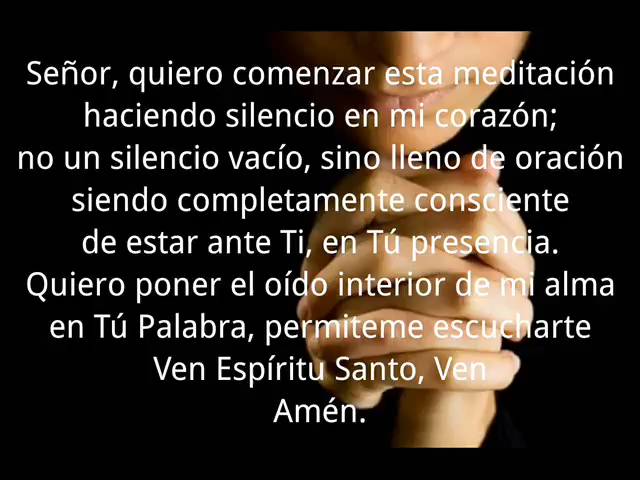 Señor, quiero comenzar esta meditación
haciendo silencio en mi corazón;
no un silencio vacío, sino lleno de oración
siendo completamente consciente
de estar ante Ti, en Tú presencia.
Quiero poner el oído interior de mi alma
en Tú Palabra, permiteme escucharte
Ven Espíritu Santo, Ven
Amén.